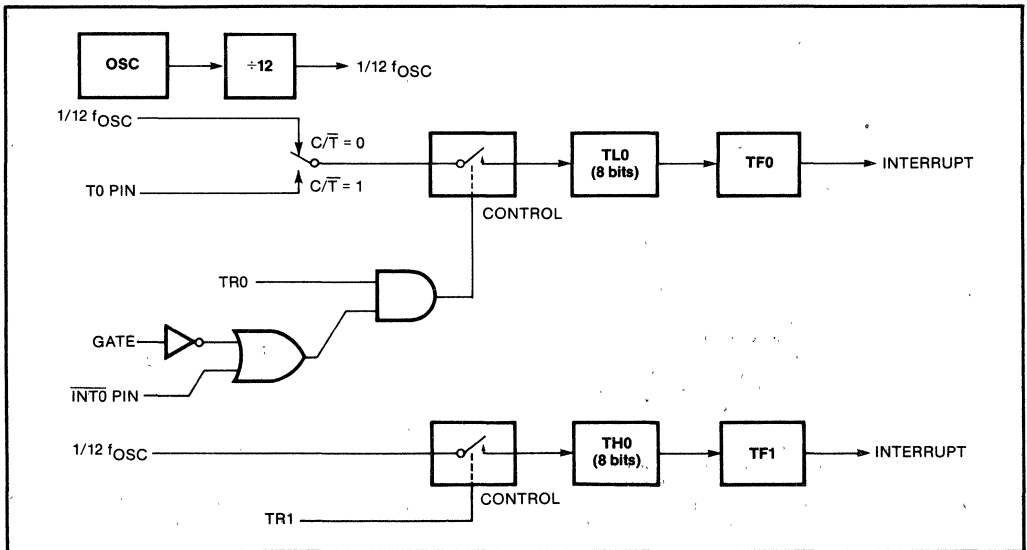 OSC
÷12
1/12 fOSC
1/12 fOSC
C/T̅ = 0
T0 PIN
C/T̅ = 1
CONTROL
TL0
(8 bits)
TF0
INTERRUPT
TR0
GATE
I̅N̅T̅0̅ PIN
1/12 fOSC
CONTROL
TH0
(8 bits)
TF1
INTERRUPT
TR1